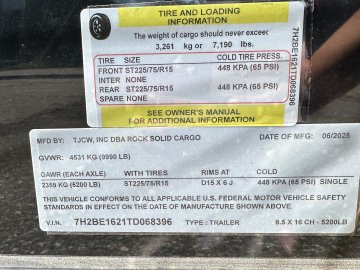 TIRE AND LOADING
INFORMATION
The weight of cargo should never exceed
3,261 kg or 7,190 lbs.
TIRE SIZE COLD TIRE PRESS.
FRONT ST225/75/R15 448 KPA (65 PSI)
INTER NONE
REAR ST225/75/R15 448 KPA (65 PSI)
SPARE NONE
SEE OWNER'S MANUAL
FOR ADDITIONAL INFORMATION
7H2BE1621TD068396
MFD BY: TJCW, INC DBA ROCK SOLID CARGO DATE OF MFG: 06/2025
GVWR: 4531 KG (9990 LB)
GAWR (EACH AXLE) WITH TIRES RIMS AT COLD
2359 KG (5200 LB) ST225/75/R15 D15 X 6 J 448 KPA (65 PSI) SINGLE
THIS VEHICLE CONFORMS TO ALL APPLICABLE U.S. FEDERAL MOTOR VEHICLE SAFETY
STANDARDS IN EFFECT ON THE DATE OF MANUFACTURE SHOWN ABOVE
V.I.N. 7H2BE1621TD068396 TYPE: TRAILER 8.5 X 16 CH - 5200LB